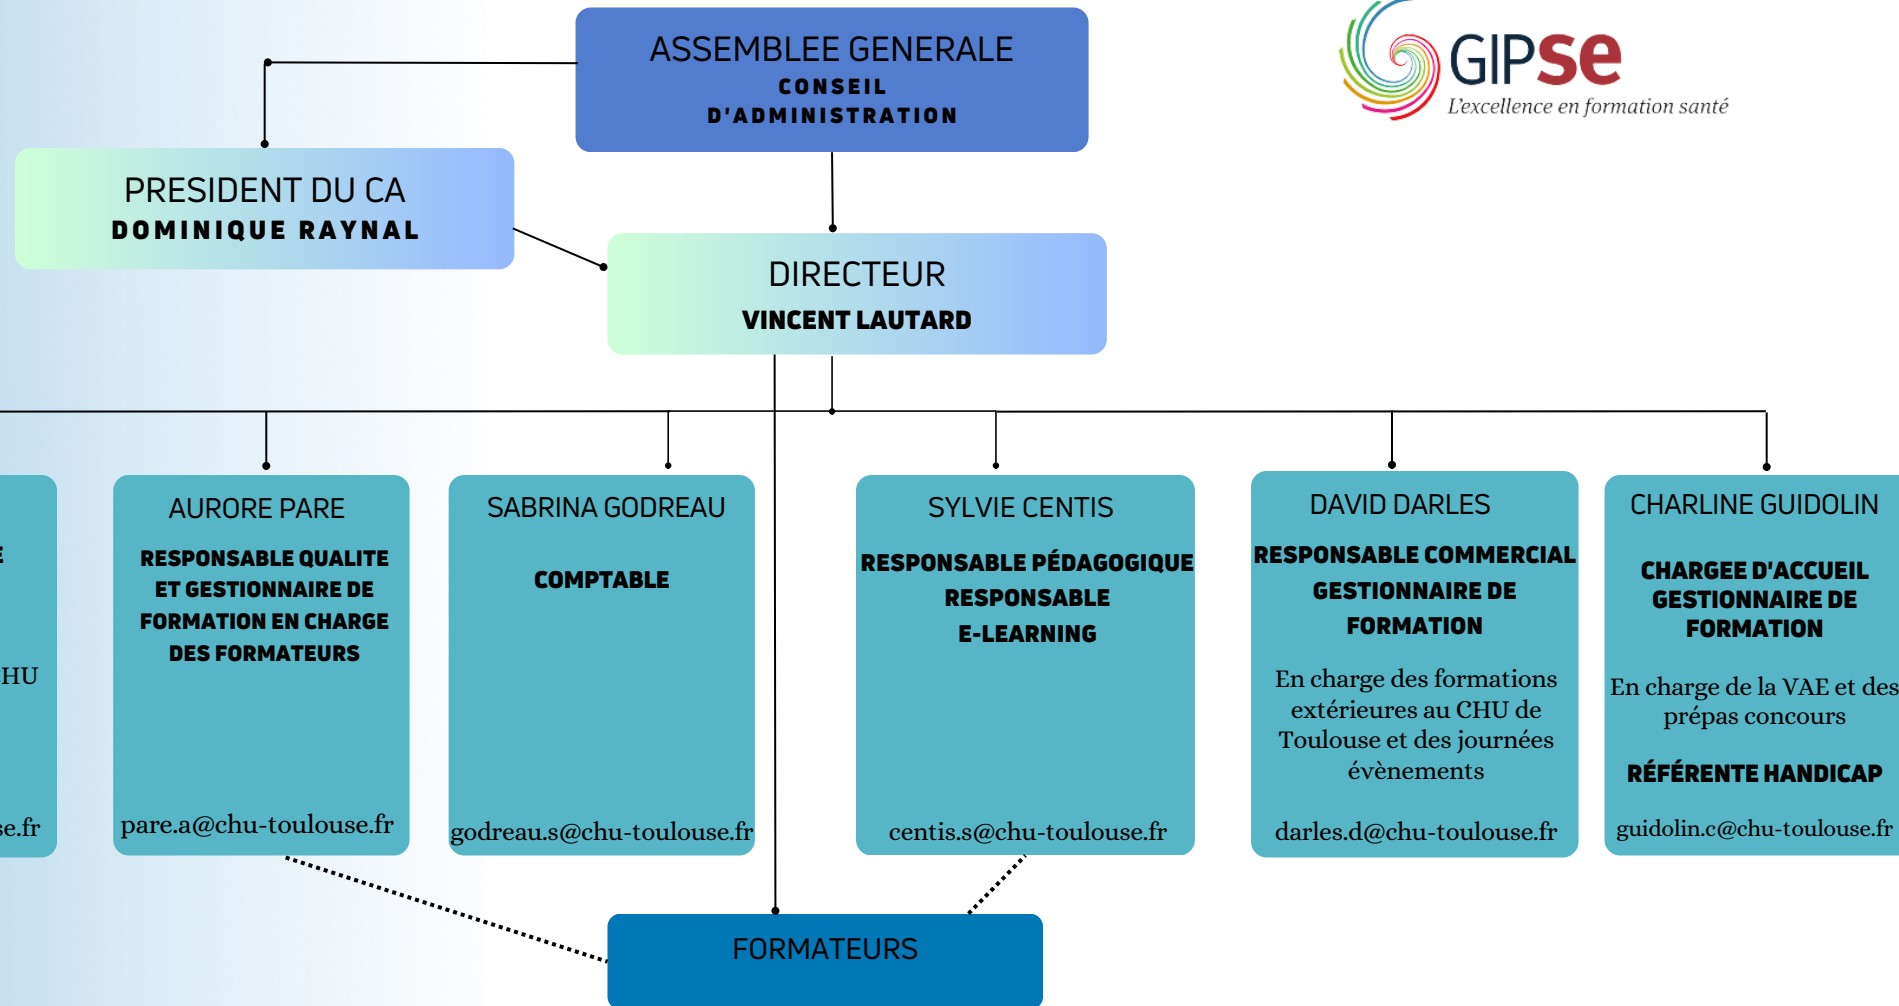 ASSEMBLEE GENERALE
CONSEIL
D'ADMINISTRATION
GIPSe
L'excellence en formation santé
PRESIDENT DU CA
DOMINIQUE RAYNAL
DIRECTEUR
VINCENT LAUTARD
AURORE PARE
RESPONSABLE QUALITE
ET GESTIONNAIRE DE
FORMATION EN CHARGE
DES FORMATEURS
pare.a@chu-toulouse.fr
SABRINA GODREAU
COMPTABLE
godreau.s@chu-toulouse.fr
SYLVIE CENTIS
RESPONSABLE PÉDAGOGIQUE
RESPONSABLE
E-LEARNING
centis.s@chu-toulouse.fr
DAVID DARLES
RESPONSABLE COMMERCIAL
GESTIONNAIRE DE
FORMATION
En charge des formations
extérieures au CHU de
Toulouse et des journées
évènements
darles.d@chu-toulouse.fr
CHARLINE GUIDOLIN
CHARGEE D'ACCUEIL
GESTIONNAIRE DE
FORMATION
En charge de la VAE et des
prépas concours
RÉFÉRENTE HANDICAP
guidolin.c@chu-toulouse.fr
FORMATEURS